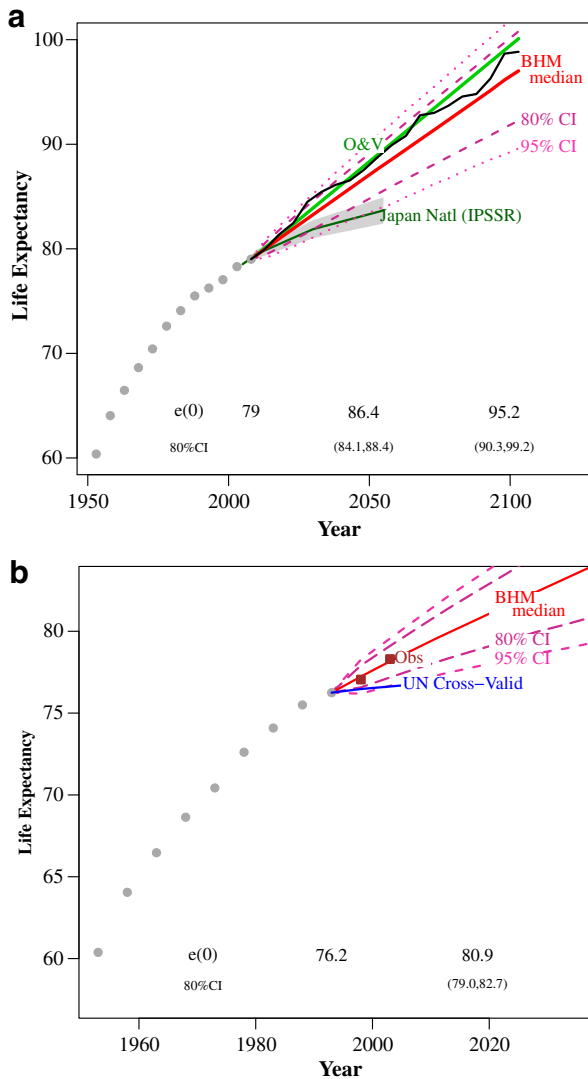 a
100
90
80
70
60
Life Expectancy
BHM
median
O&V
80% CI
95% CI
Japan Natl (IPSSR)
e(0) 79 86.4 95.2
80%CI (84.1,88.4) (90.3,99.2)
1950 2000 2050 2100
Year
b
80
75
70
65
60
Life Expectancy
BHM
median
80% CI
Obs
95% CI
UN Cross−Valid
e(0) 76.2 80.9
80%CI (79.0,82.7)
1960 1980 2000 2020
Year